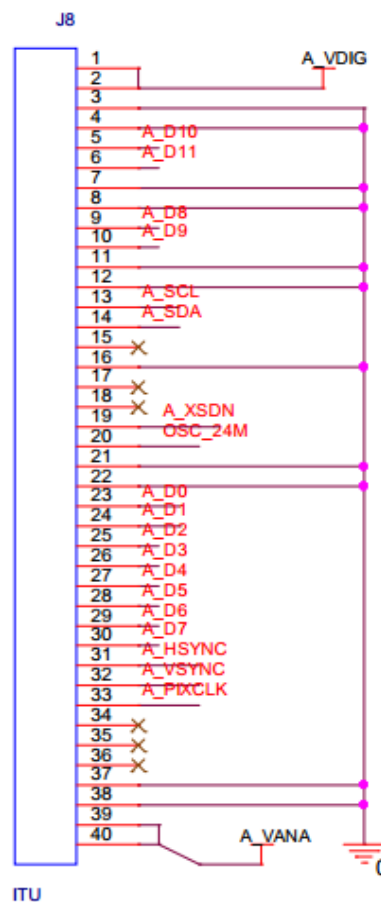 J8
1
A_VDIG
2
3
4
A_D10
5
A_D11
6
7
8
A_D8
9
A_D9
10
11
12
A_SCL
13
A_SDA
14
15
16
17
18
A_XSDN
19
OSC_24M
20
21
22
A_D0
23
A_D1
24
A_D2
25
A_D3
26
A_D4
27
A_D5
28
A_D6
29
A_D7
30
A_HSYNC
31
A_VSYNC
32
A_PIXCLK
33
34
35
36
37
38
39
40
A_VANA
ITU